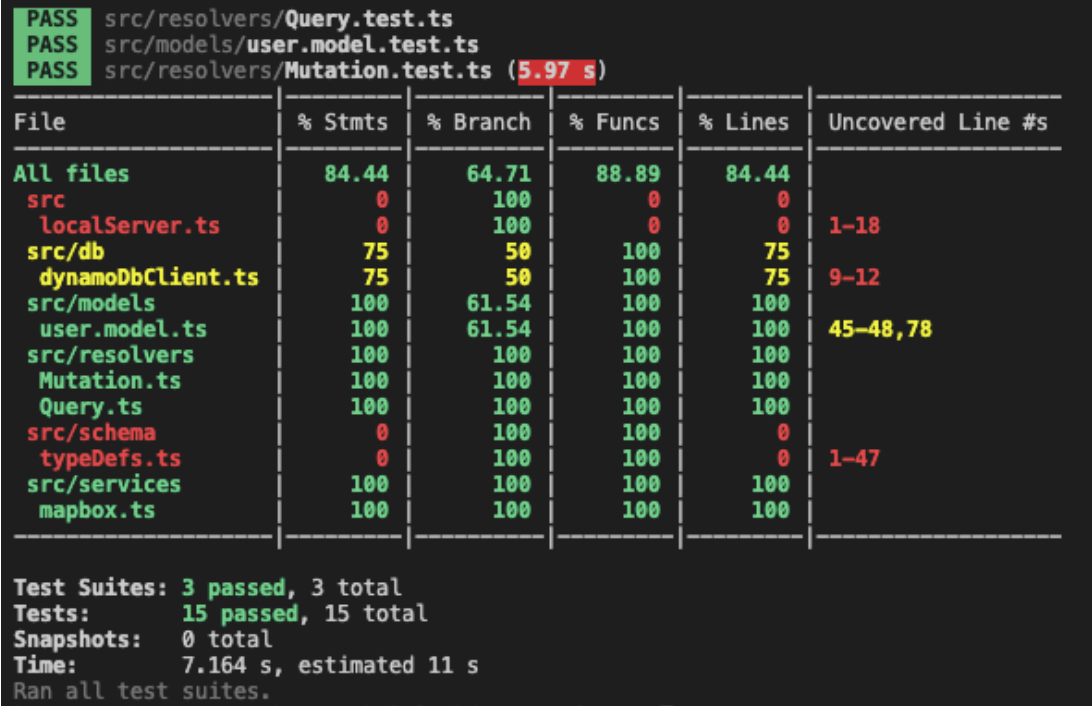 PASS src/resolvers/Query.test.ts
PASS src/models/user.model.test.ts
PASS src/resolvers/Mutation.test.ts (5.97 s)
File | % Stmts | % Branch | % Funcs | % Lines | Uncovered Line #s
All files | 84.44 | 64.71 | 88.89 | 84.44 |
src | 0 | 100 | 0 | 0 |
localServer.ts | 0 | 100 | 0 | 0 | 1-18
src/db | 75 | 50 | 100 | 75 |
dynamoDbClient.ts | 75 | 50 | 100 | 75 | 9-12
src/models | 100 | 61.54 | 100 | 100 |
user.model.ts | 100 | 61.54 | 100 | 100 | 45-48,78
src/resolvers | 100 | 100 | 100 | 100 |
Mutation.ts | 100 | 100 | 100 | 100 |
Query.ts | 100 | 100 | 100 | 100 |
src/schema | 0 | 100 | 100 | 0 |
typeDefs.ts | 0 | 100 | 100 | 0 | 1-47
src/services | 100 | 100 | 100 | 100 |
mapbox.ts | 100 | 100 | 100 | 100 |
Test Suites: 3 passed, 3 total
Tests: 15 passed, 15 total
Snapshots: 0 total
Time: 7.164 s, estimated 11 s
Ran all test suites.